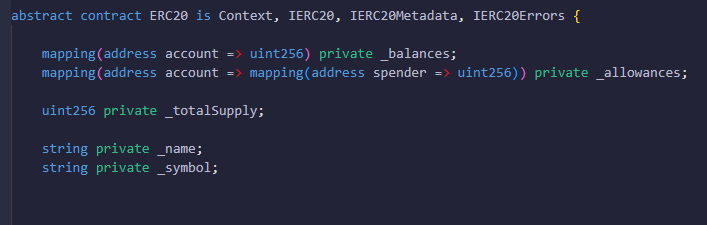 abstract contract ERC20 is Context, IERC20, IERC20Metadata, IERC20Errors {
mapping(address account => uint256) private _balances;
mapping(address account => mapping(address spender => uint256)) private _allowances;
uint256 private _totalSupply;
string private _name;
string private _symbol;